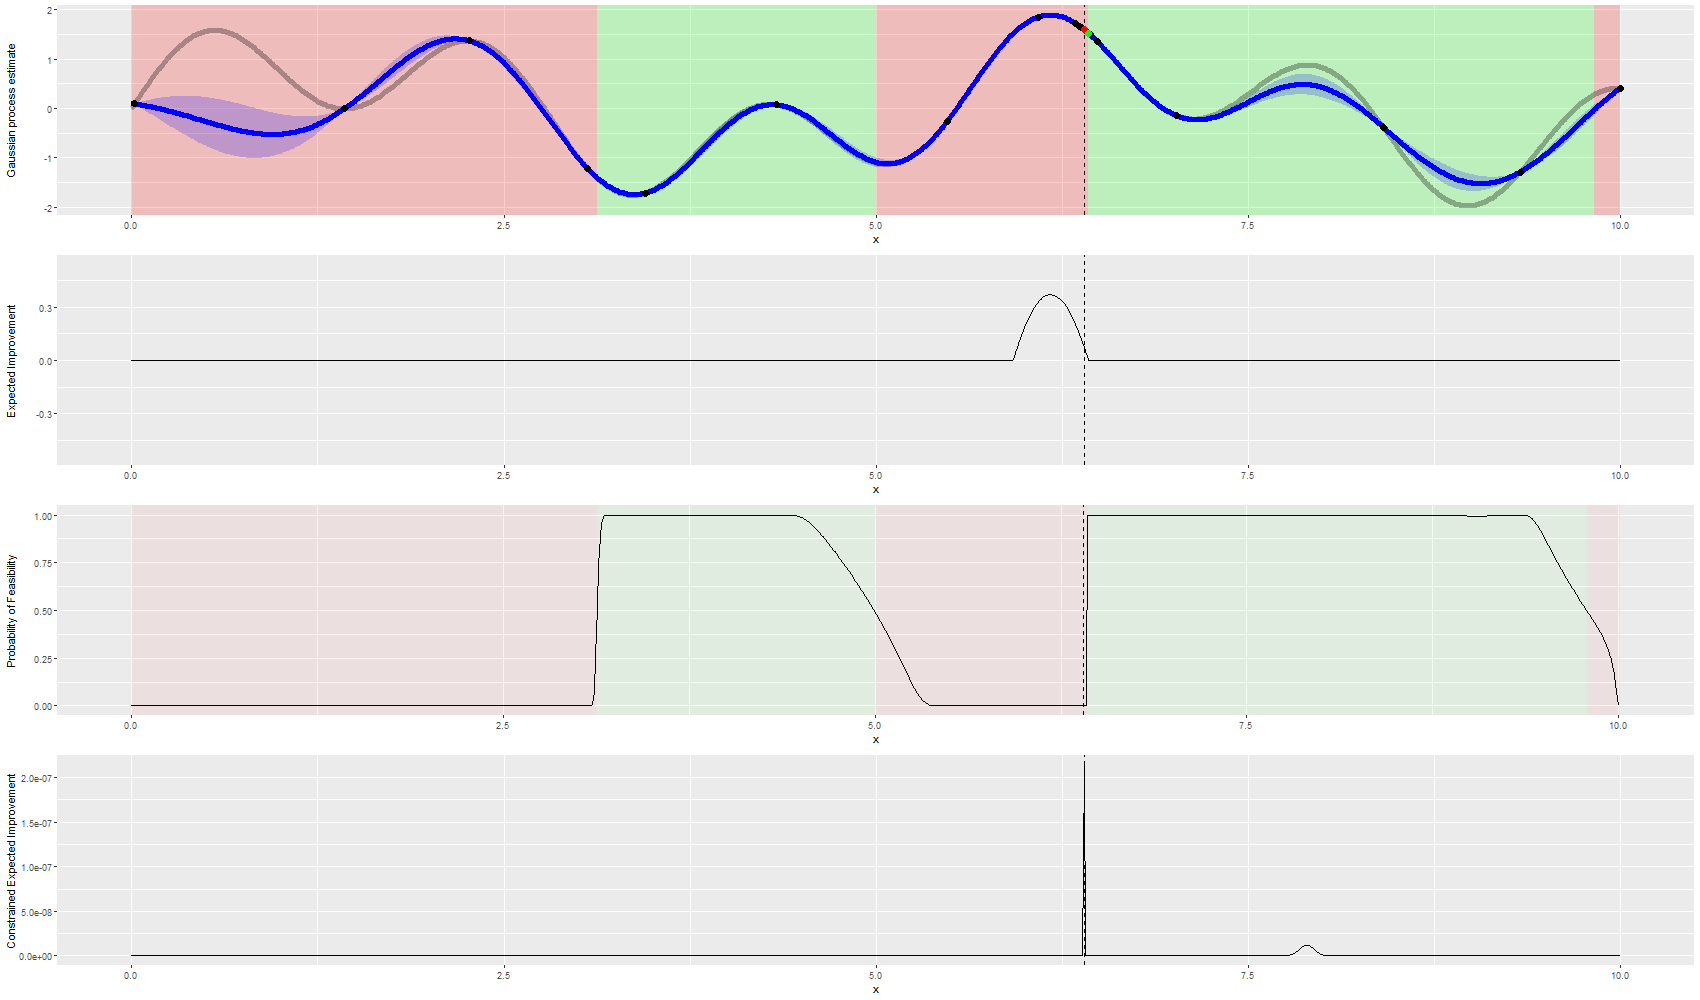 Gaussian process estimate
2
1
0
-1
-2
0.0 2.5 5.0 7.5 10.0
x
Expected Improvement
0.3
0.0
-0.3
0.0 2.5 5.0 7.5 10.0
x
Probability of Feasibility
1.00
0.75
0.50
0.25
0.00
0.0 2.5 5.0 7.5 10.0
x
Constrained Expected Improvement
2.0e-07
1.5e-07
1.0e-07
5.0e-08
0.0e+00
0.0 2.5 5.0 7.5 10.0
x